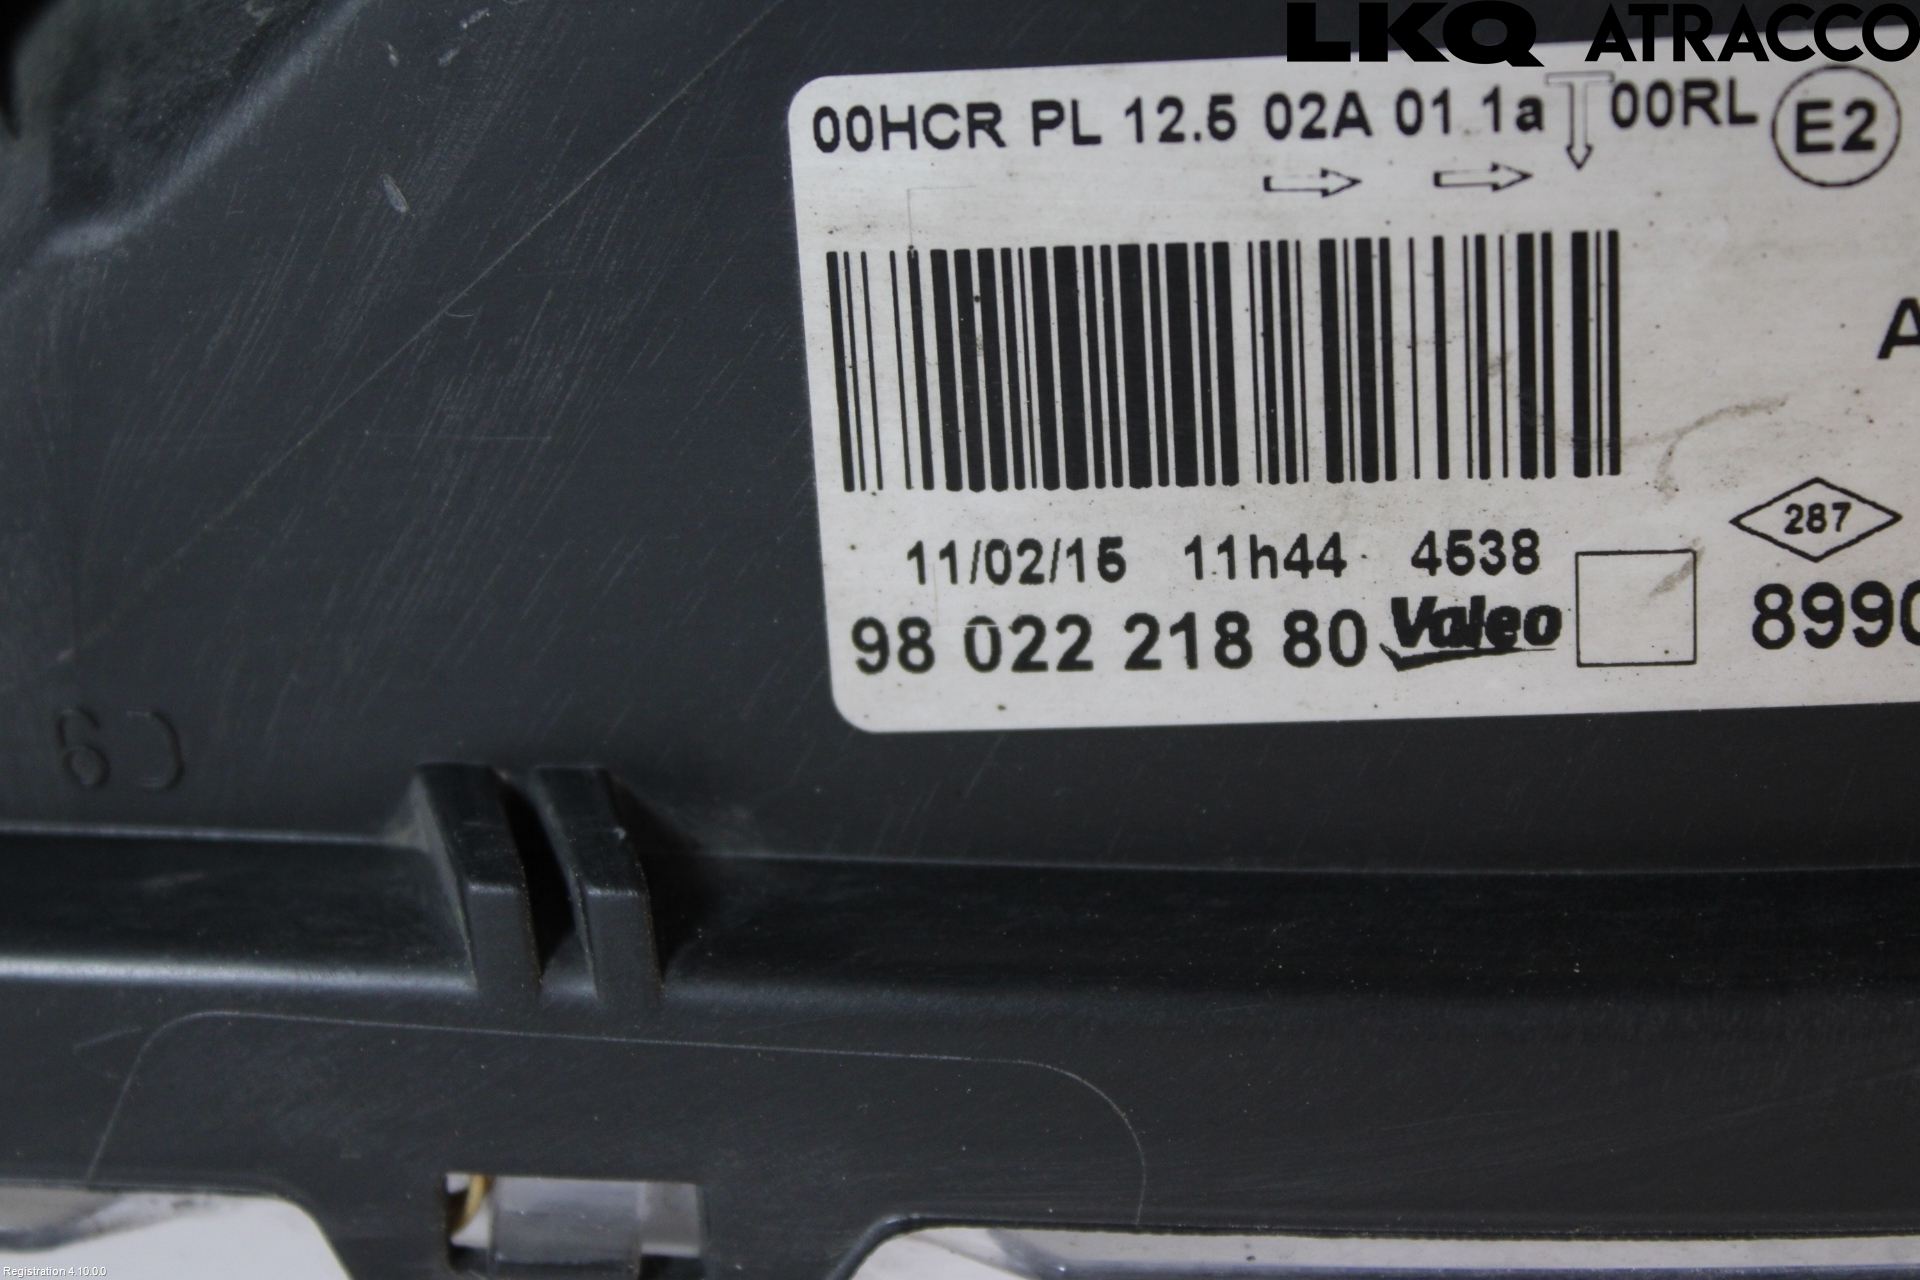 LKQ ATRACCO
00HCR PL 12.5 02A 01 1a 00RL E2
A
287
11/02/15 11h44 4538
98 022 218 80 Valeo 8990
60
Registration 4.10.0.0